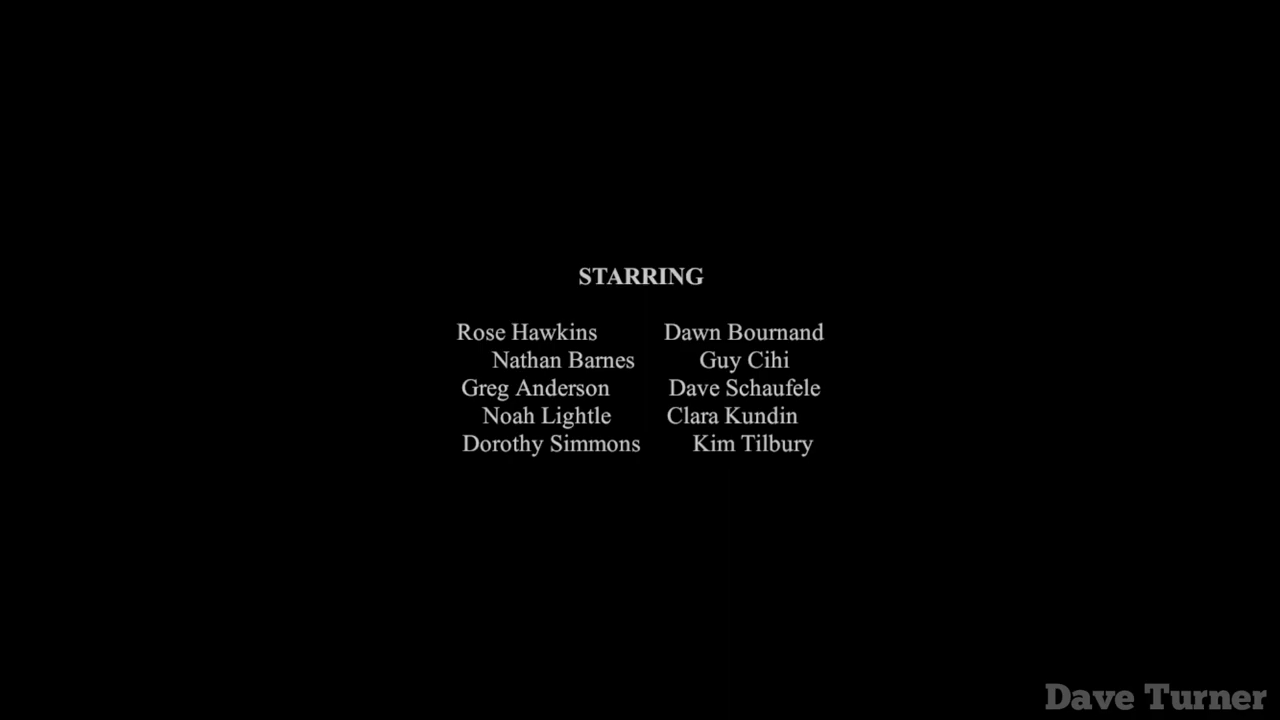 STARRING
Rose Hawkins Dawn Bournand
Nathan Barnes Guy Cihi
Greg Anderson Dave Schaufele
Noah Lightle Clara Kundin
Dorothy Simmons Kim Tilbury
Dave Turner